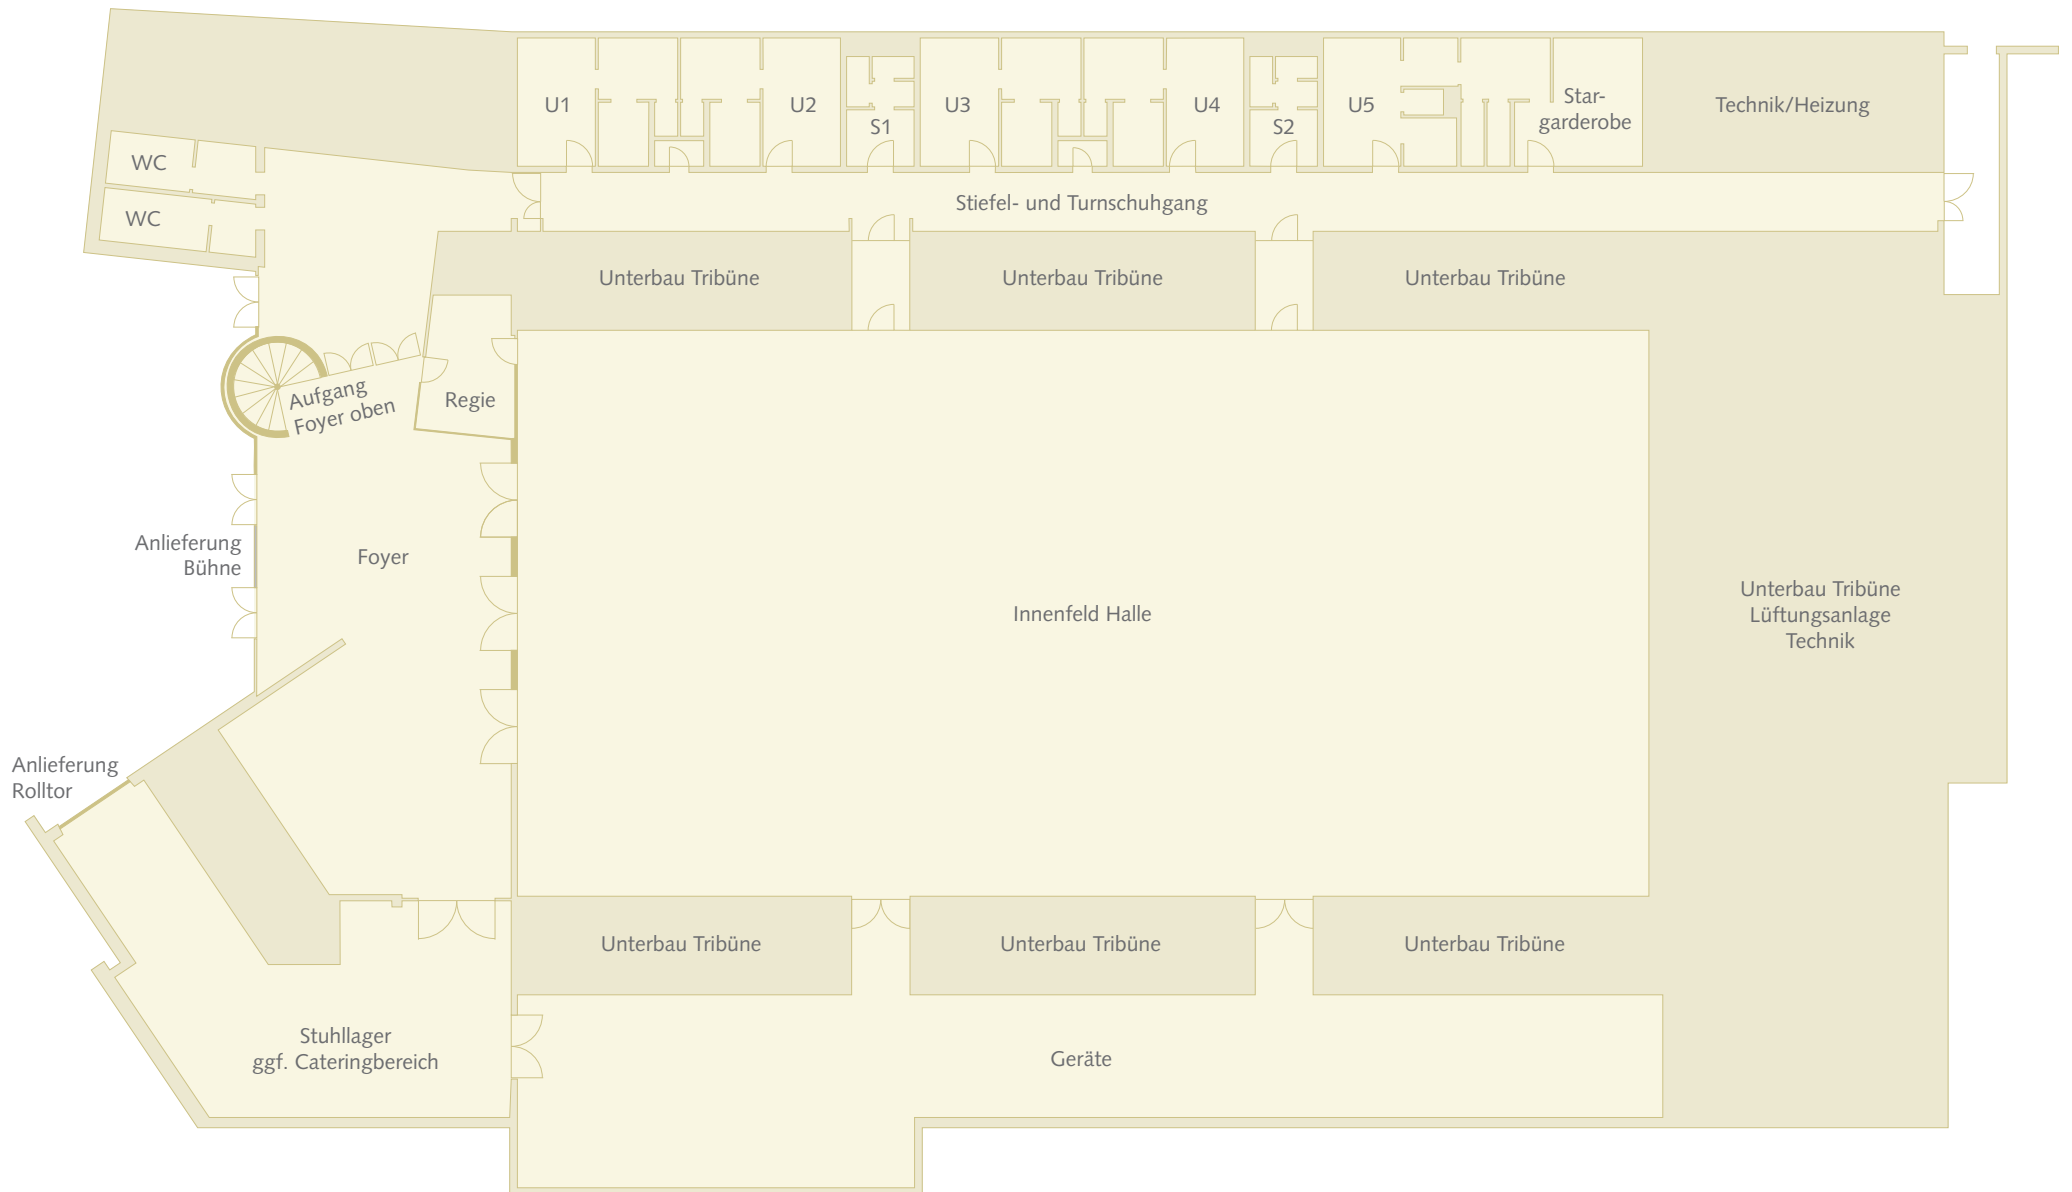 U1
U2
S1
U3
U4
S2
U5
Star-
garderobe
Technik/Heizung
WC
WC
Stiefel- und Turnschuhgang
Unterbau Tribüne
Unterbau Tribüne
Unterbau Tribüne
Aufgang
Foyer oben
Regie
Anlieferung
Bühne
Foyer
Innenfeld Halle
Unterbau Tribüne
Lüftungsanlage
Technik
Anlieferung
Rolltor
Unterbau Tribüne
Unterbau Tribüne
Unterbau Tribüne
Stuhllager
ggf. Cateringbereich
Geräte